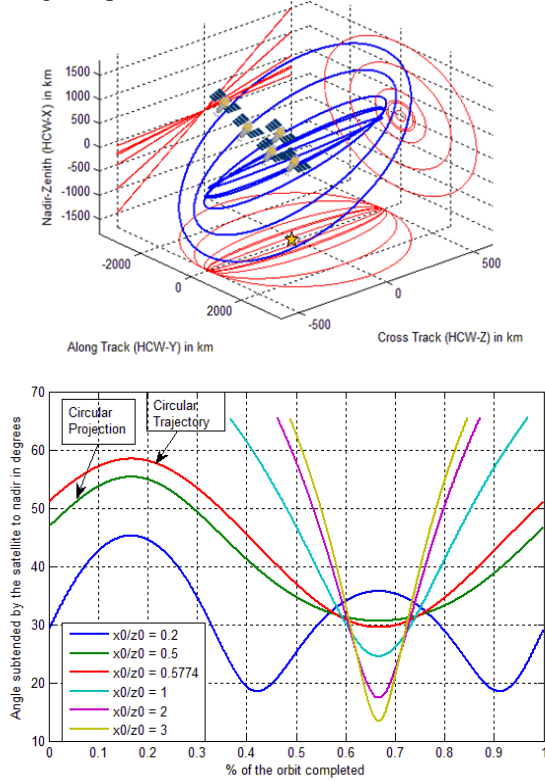 1500
1000
500
0
-500
-1000
-1500
Nadir-Zenith (HCW-X) in km
-2000
0
2000
Along Track (HCW-Y) in km
-500
0
500
Cross Track (HCW-Z) in km
70
60
50
40
30
20
10
Angle subtended by the satellite to nadir in degrees
Circular
Projection
Circular
Trajectory
x0/z0 = 0.2
x0/z0 = 0.5
x0/z0 = 0.5774
x0/z0 = 1
x0/z0 = 2
x0/z0 = 3
0 0.1 0.2 0.3 0.4 0.5 0.6 0.7 0.8 0.9 1
% of the orbit completed